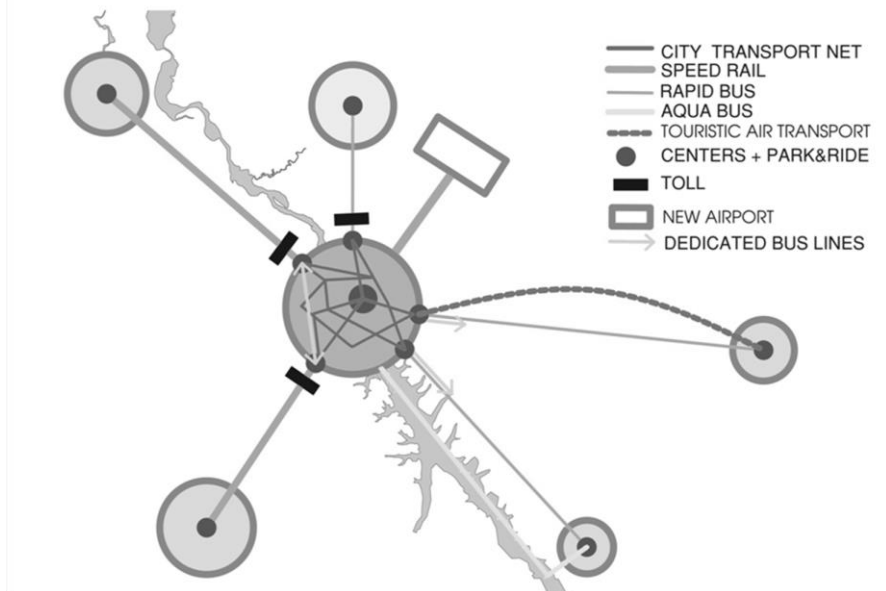 CITY TRANSPORT NET
SPEED RAIL
RAPID BUS
AQUA BUS
TOURISTIC AIR TRANSPORT
CENTERS + PARK&RIDE
TOLL
NEW AIRPORT
DEDICATED BUS LINES